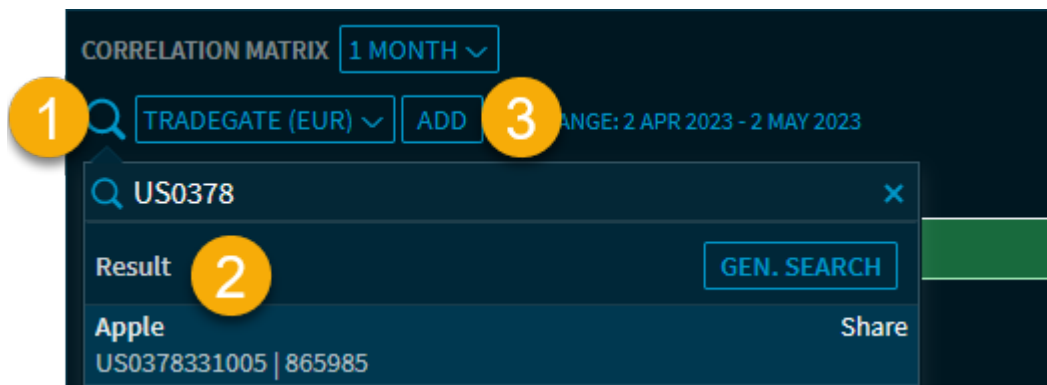 CORRELATION MATRIX 1 MONTH
1 TRADEGATE (EUR) ADD 3 ANGE: 2 APR 2023 - 2 MAY 2023
US0378
Result 2 GEN. SEARCH
Apple Share
US0378331005 | 865985